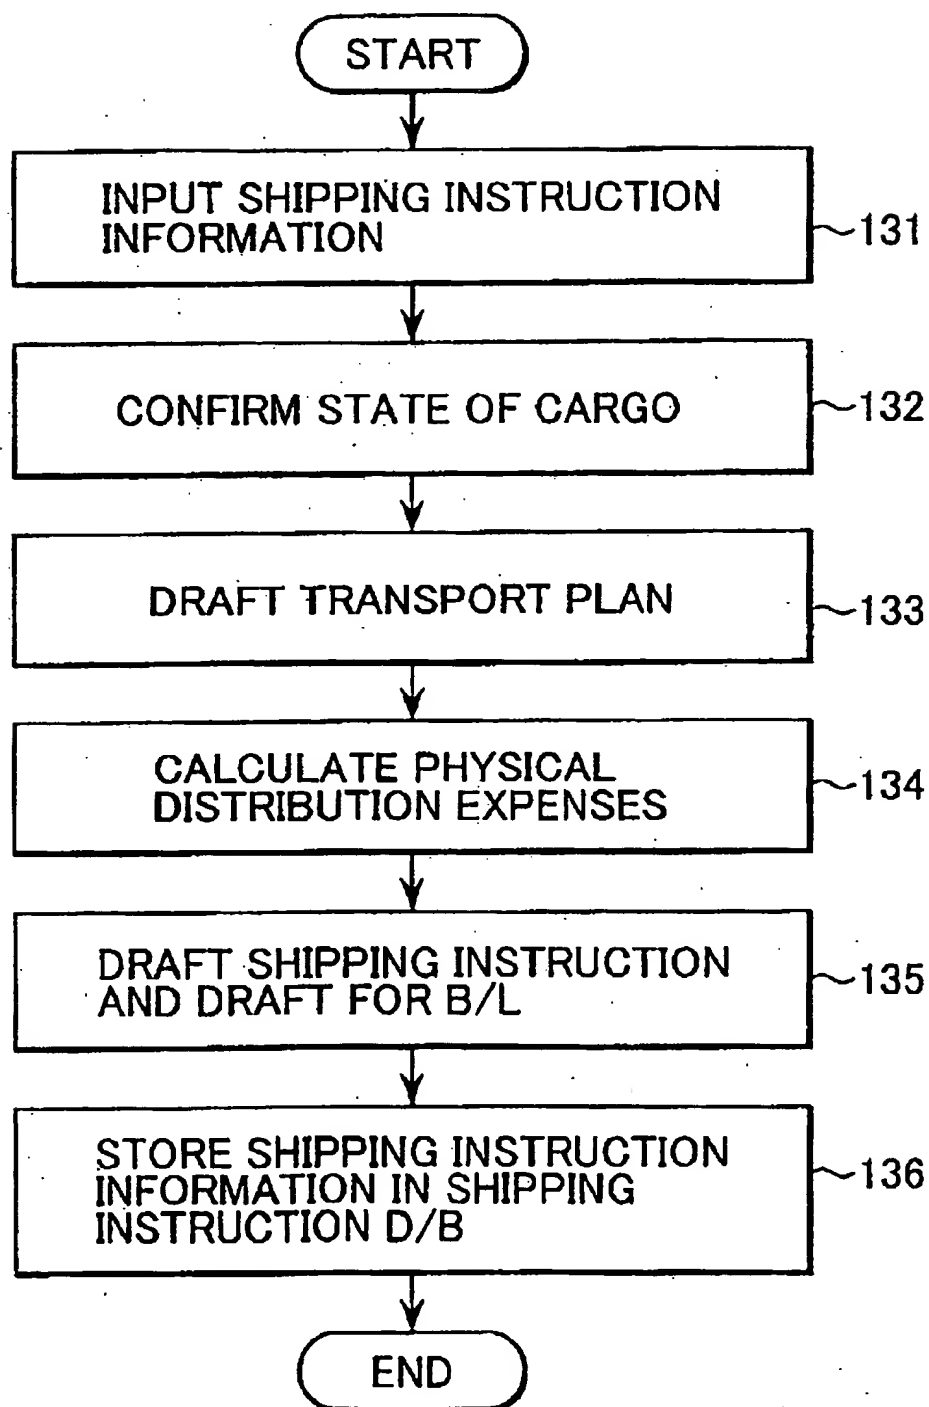 START
INPUT SHIPPING INSTRUCTION
INFORMATION
131
CONFIRM STATE OF CARGO
132
DRAFT TRANSPORT PLAN
133
CALCULATE PHYSICAL
DISTRIBUTION EXPENSES
134
DRAFT SHIPPING INSTRUCTION
AND DRAFT FOR B/L
135
STORE SHIPPING INSTRUCTION
INFORMATION IN SHIPPING
INSTRUCTION D/B
136
END